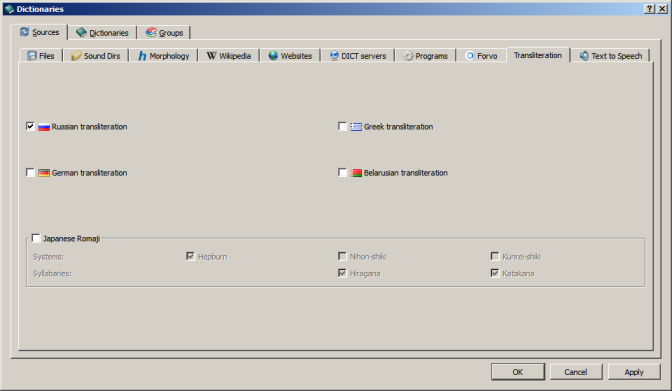 Dictionaries
Sources Dictionaries Groups
Files Sound Dirs Morphology Wikipedia Websites DICT servers Programs Forvo Transliteration Text to Speech
Russian transliteration Greek transliteration
German transliteration Belarusian transliteration
Japanese Romaji
Systems: Hepburn Nihon-shiki Kunrei-shiki
Syllabaries: Hiragana Katakana
OK Cancel Apply